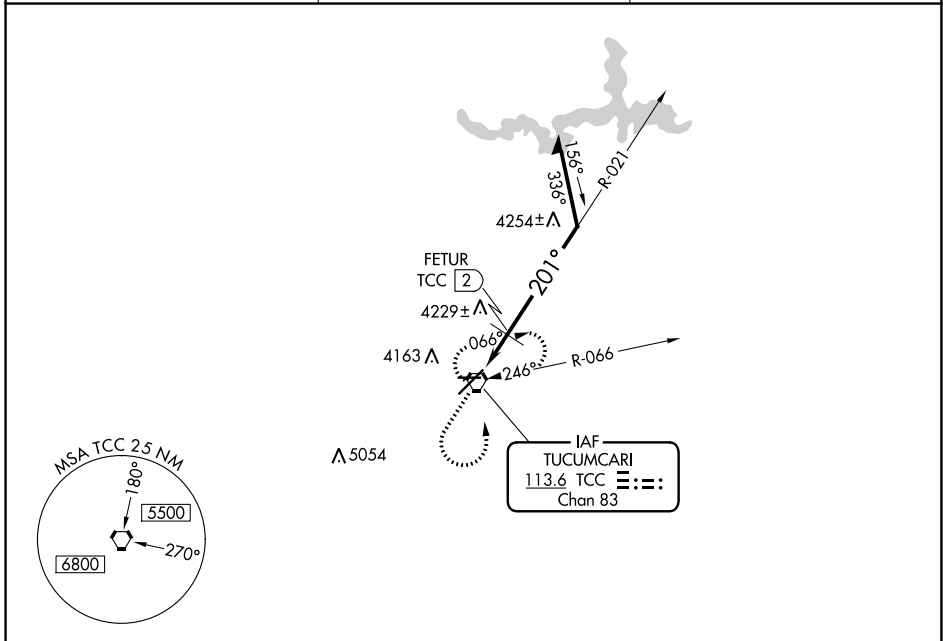 156°
336°
R-021
4254±
201°
FETUR
TCC 2
4229±
066°
4163
246°
R-066
5054
IAF
TUCUMCARI
113.6 TCC
Chan 83
MSA TCC 25 NM
180°
5500
270°
6800